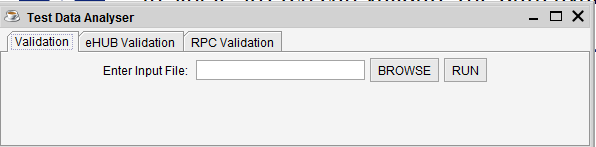 Test Data Analyser
Validation eHUB Validation RPC Validation
Enter Input File: BROWSE RUN